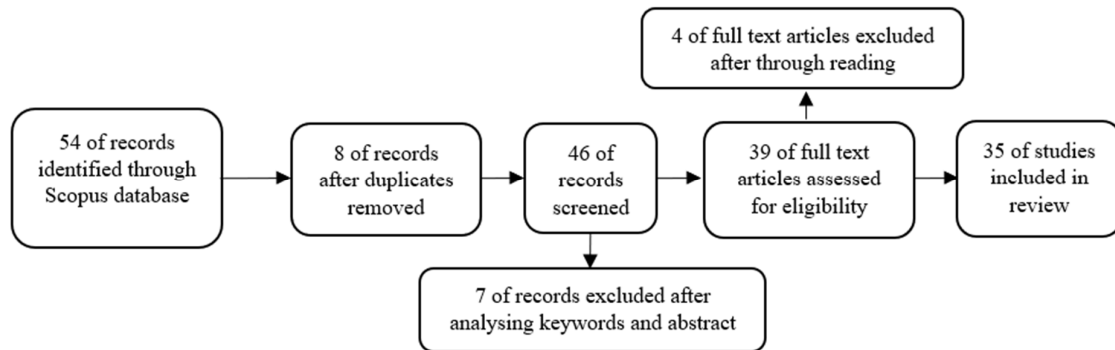 4 of full text articles excluded
after through reading
54 of records
identified through
Scopus database
8 of records
after duplicates
removed
46 of
records
screened
39 of full text
articles assessed
for eligibility
35 of studies
included in
review
7 of records excluded after
analysing keywords and abstract